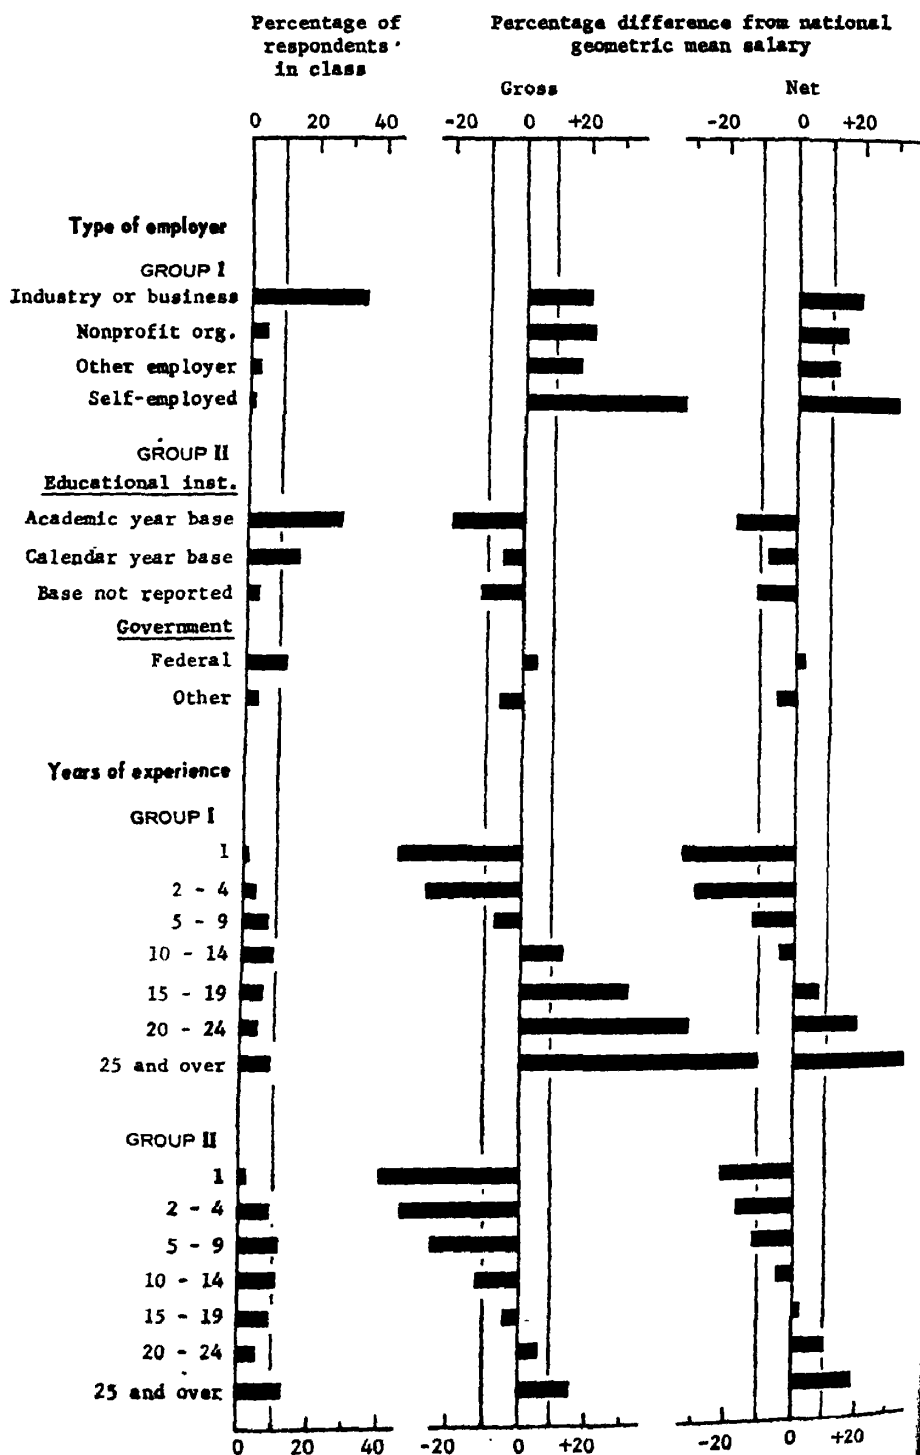 Percentage of
respondents
in class
Percentage difference from national
geometric mean salary
Gross
Net
0 20 40
-20 0 +20
-20 0 +20
Type of employer
GROUP I
Industry or business
Nonprofit org.
Other employer
Self-employed
GROUP II
Educational inst.
Academic year base
Calendar year base
Base not reported
Government
Federal
Other
Years of experience
GROUP I
1
2 - 4
5 - 9
10 - 14
15 - 19
20 - 24
25 and over
GROUP II
1
2 - 4
5 - 9
10 - 14
15 - 19
20 - 24
25 and over
0 20 40
-20 0 +20
-20 0 +20